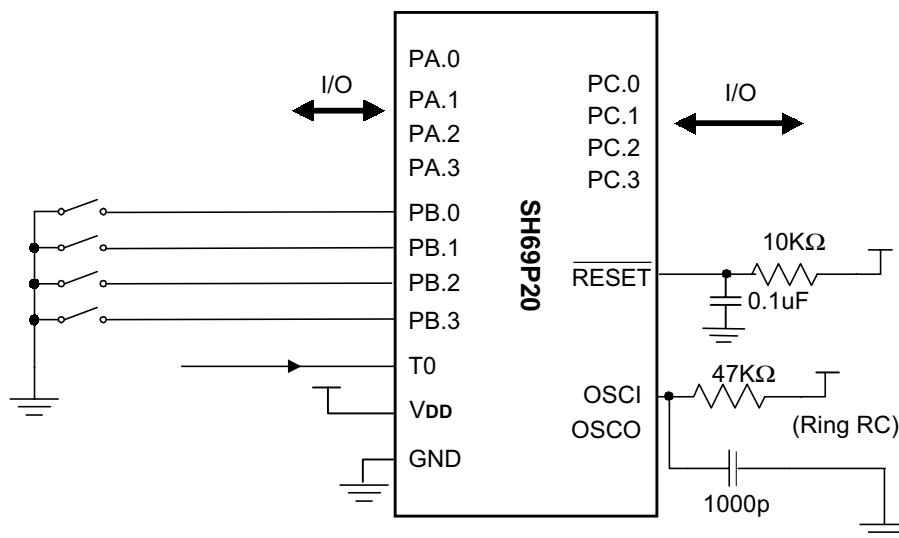 I/O
PA.0
PA.1
PA.2
PA.3
PB.0
PB.1
PB.2
PB.3
T0
VDD
GND
SH69P20
PC.0
PC.1
PC.2
PC.3
RESET
OSCI
OSCO
I/O
10KΩ
0.1uF
47KΩ
(Ring RC)
1000p